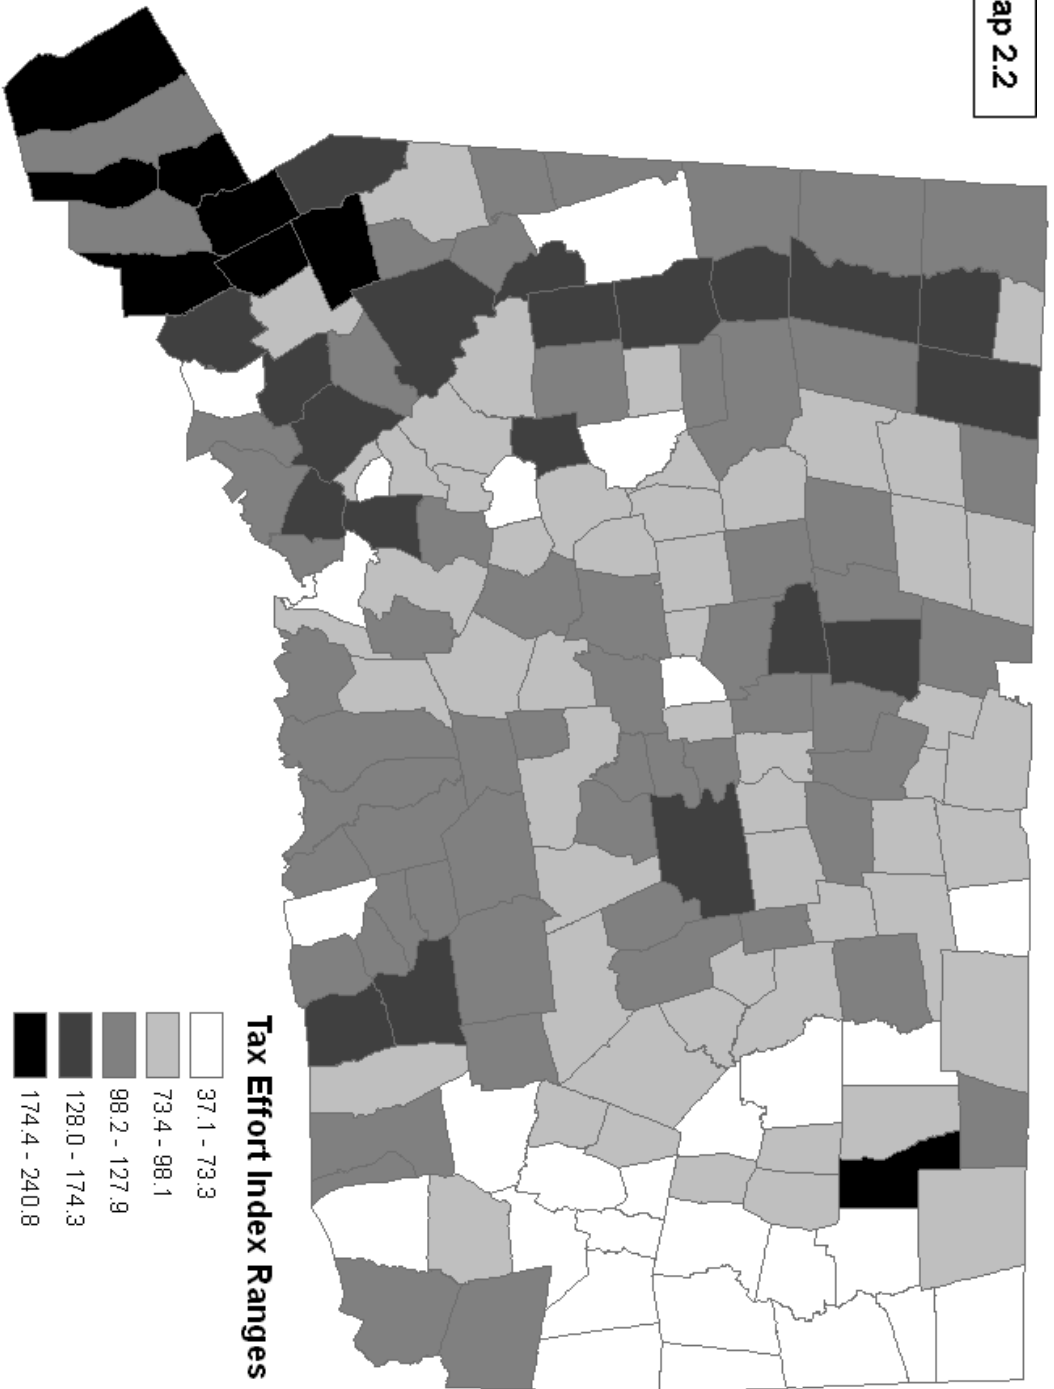 ap 2.2
Tax Effort Index Ranges
37.1 - 73.3
73.4 - 98.1
98.2 - 127.9
128.0 - 174.3
174.4 - 240.8